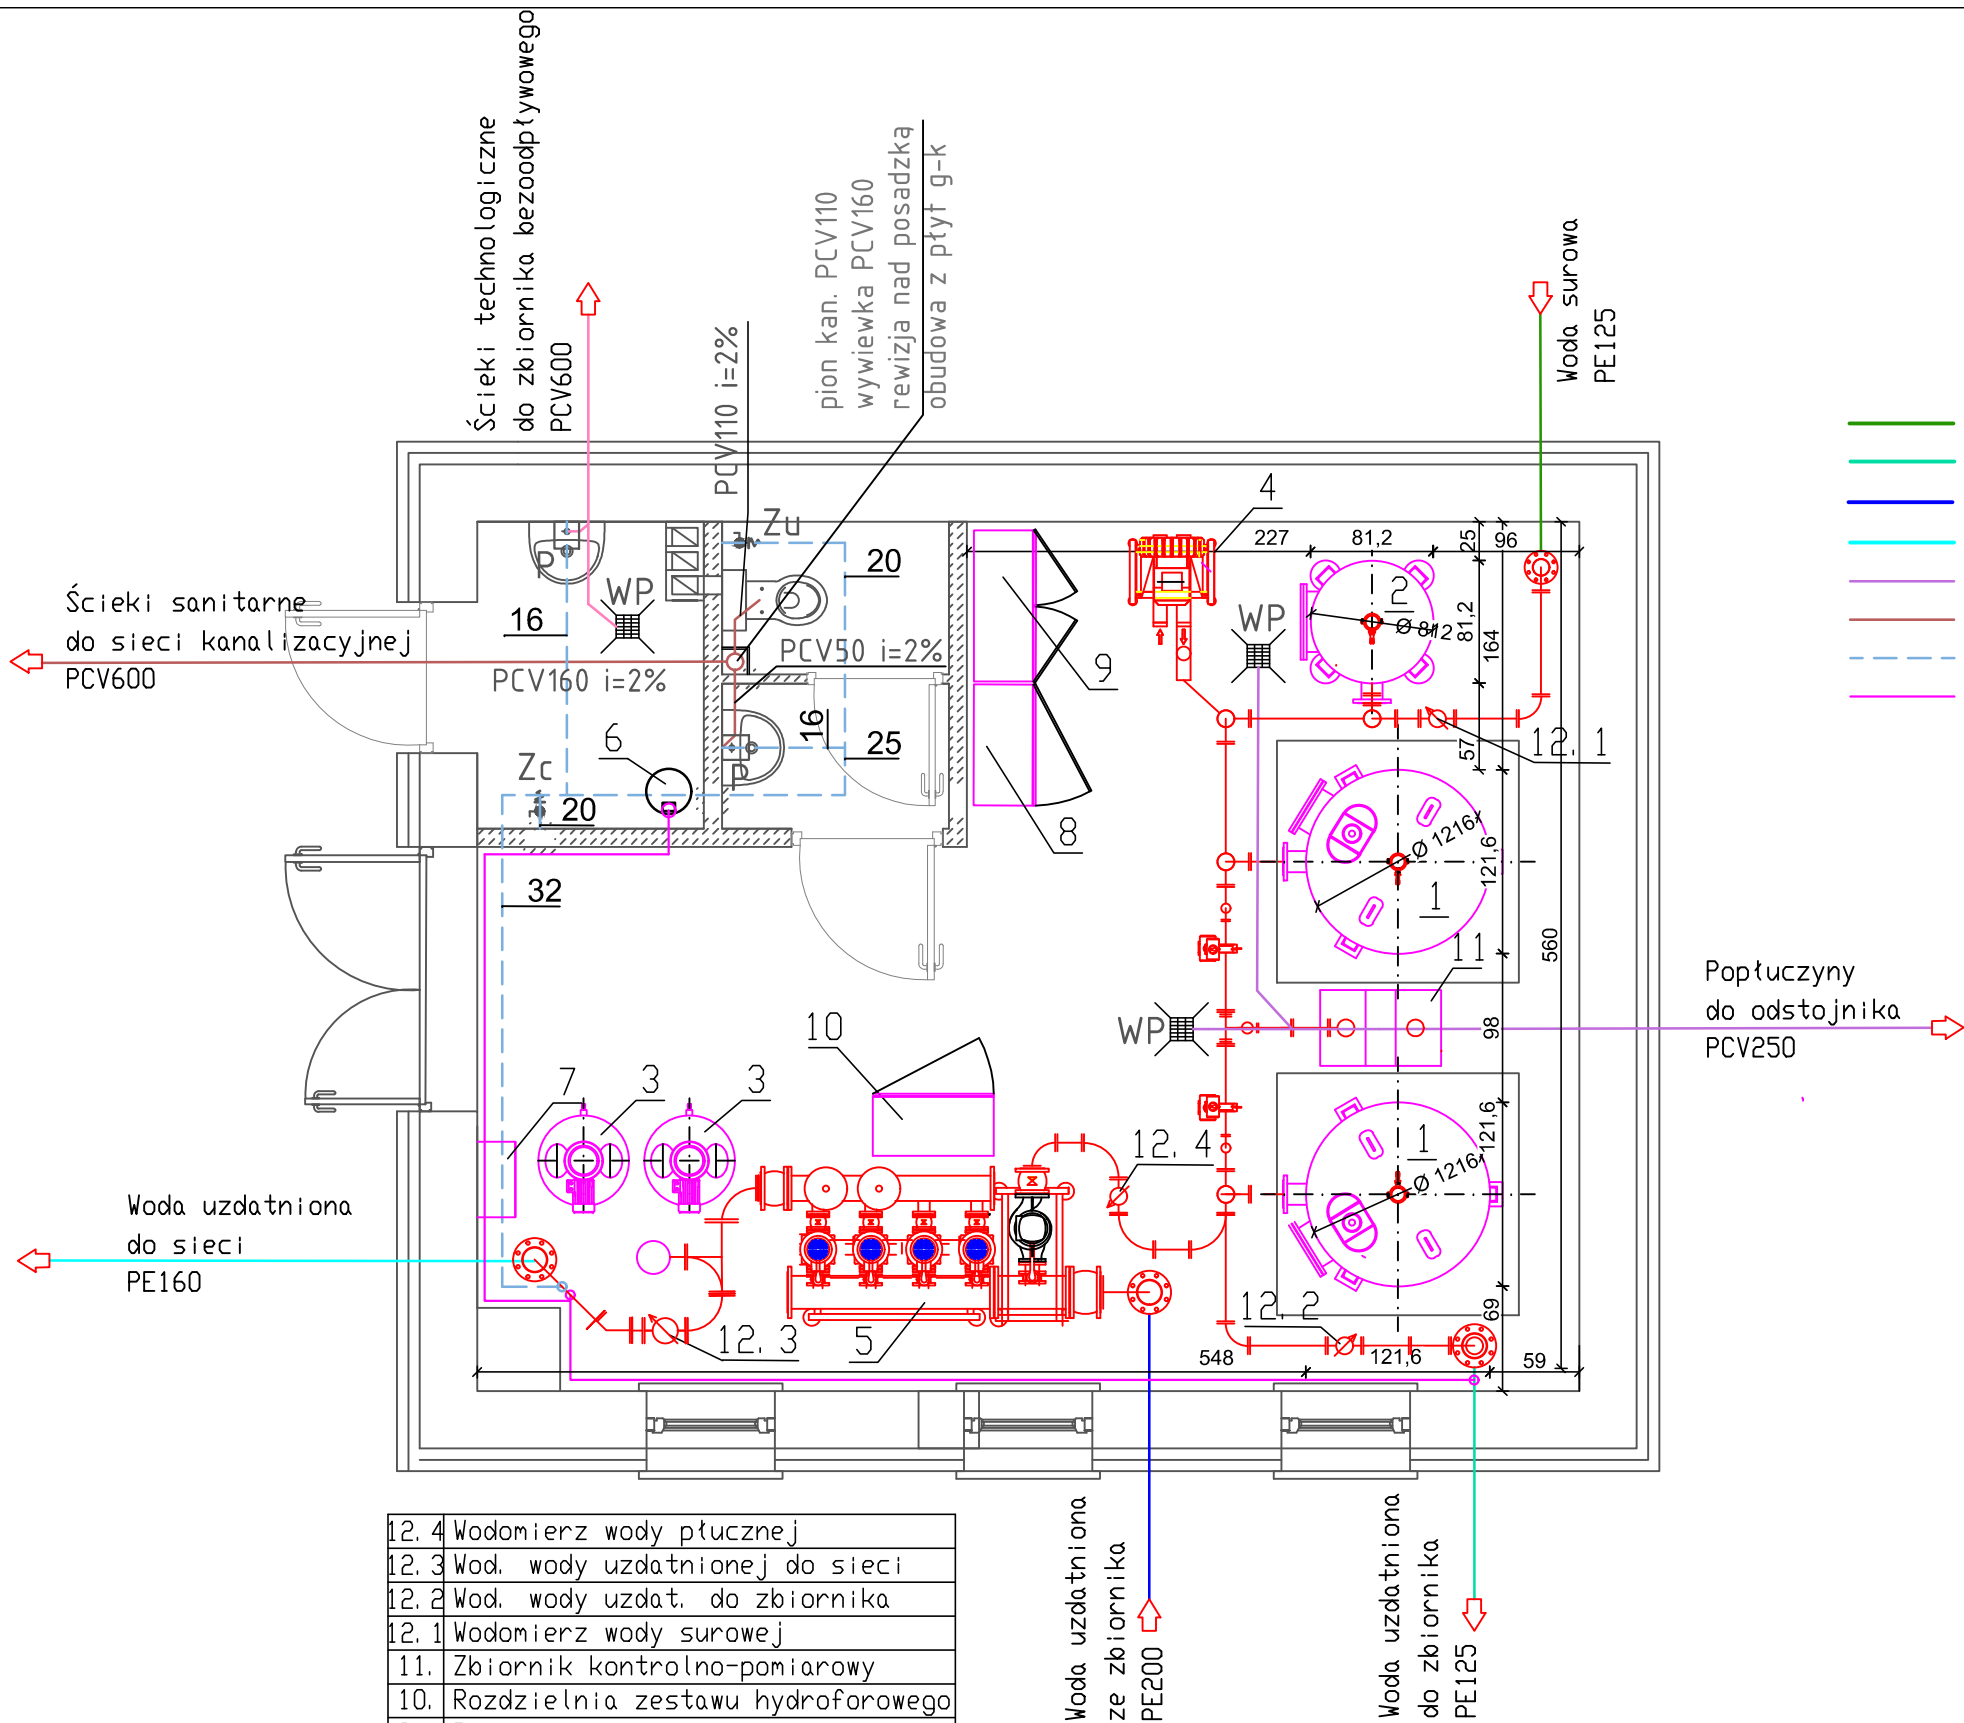 Ścieki technologiczne
do zbiornika bezoodpływowego
PCV600
pion kan. PCV110
wywiewka PCV160
rewizja nad posadzką
obudowa z płyt g-k
PCV110 i=2%
Woda surowa
PE125
4
227
81,2
25
96
Zu
20
P
WP
16
2
Ø 812
81,2
164
WP
Ścieki sanitarne
do sieci kanalizacyjnej
PCV600
PCV50 i=2%
PCV160 i=2%
9
16
25
6
P
57
12. 1
Zc
20
8
Ø 1216
121,6
32
1
560
11
Popłuczyny
do odstojnika
PCV250
10
WP
98
7
3
3
12. 4
1
121,6
Ø 1216
Woda uzdatniona
do sieci
PE160
12. 2
69
12. 3
5
548
121,6
59
12. 4 Wodomierz wody płucznej
12. 3 Wod. wody uzdatnionej do sieci
12. 2 Wod. wody uzdat. do zbiornika
12. 1 Wodomierz wody surowej
11. Zbiornik kontrolno-pomiarowy
10. Rozdzielnia zestawu hydroforowego
Woda uzdatniona
ze zbiornika
PE200
Woda uzdatniona
do zbiornika
PE125